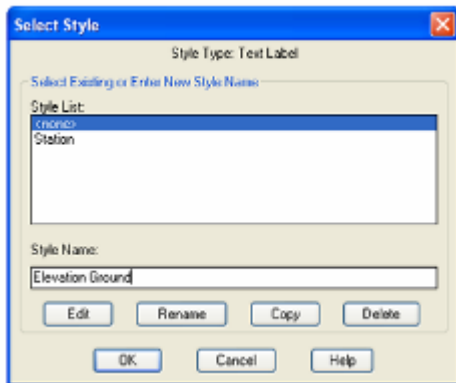 Select Style
Style Type: Text Label
Select Existing or Enter New Style Name
Style List:
<none>
Station
Style Name:
Elevation Ground
Edit Rename Copy Delete
OK Cancel Help